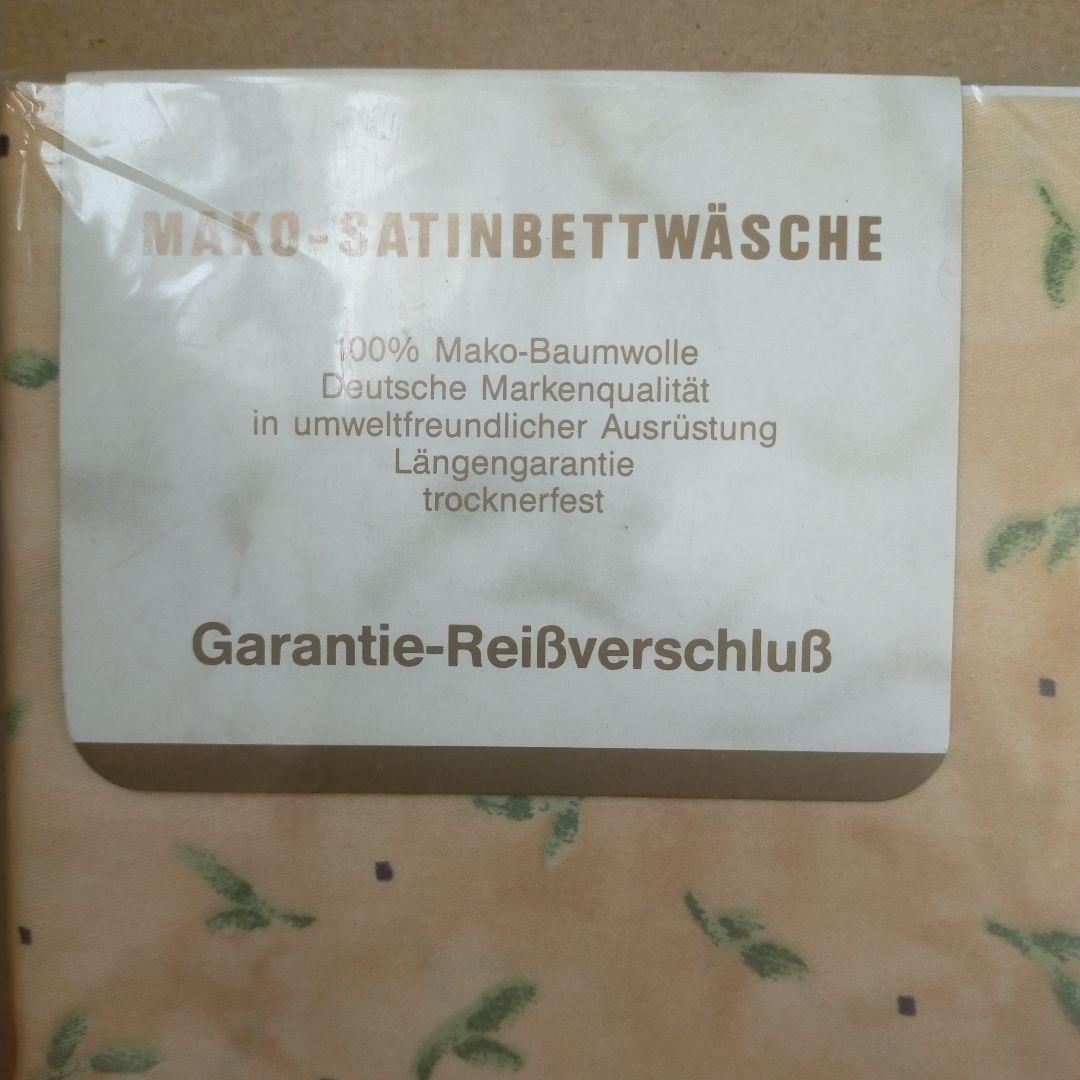 MAKO-SATINBETTWÄSCHE
100% Mako-Baumwolle
Deutsche Markenqualität
in umweltfreundlicher Ausrüstung
Längengarantie
trocknerfest
Garantie-Reißverschluß